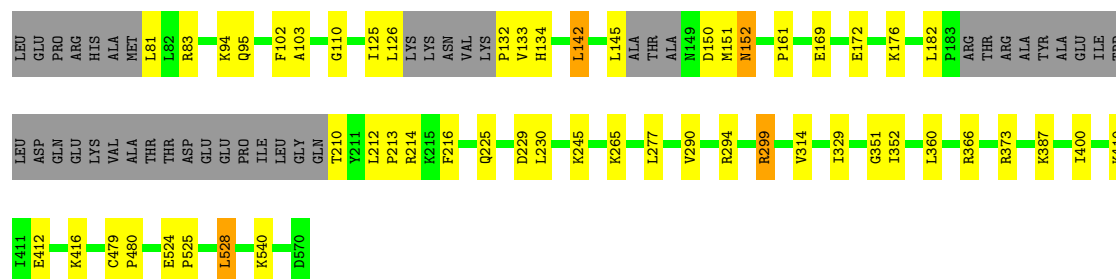 LEU GLU PRO ARG HIS ALA MET L81 L82 R83 K94 Q95 F102 A103 G110 I125 L126 LYS LYS ASN VAL LYS P132 V133 H134 L142 L145 ALA THR ALA N149 D150 M151 N152 P161 E169 E172 K176 L182 P183 ARG THR ARG ALA TYR ALA GLU ILE
LEU ASP GLN GLU LYS VAL ALA THR THR ASP GLU GLU PRO ILE LEU GLY GLN T210 Y211 L212 P213 R214 K215 F216 Q225 D229 L230 K245 K265 L277 V290 R294 R299 V314 I329 G351 I352 L360 R366 R373 K387 I400
I411 E412 K416 C479 P480 E524 P525 L528 K540 D570